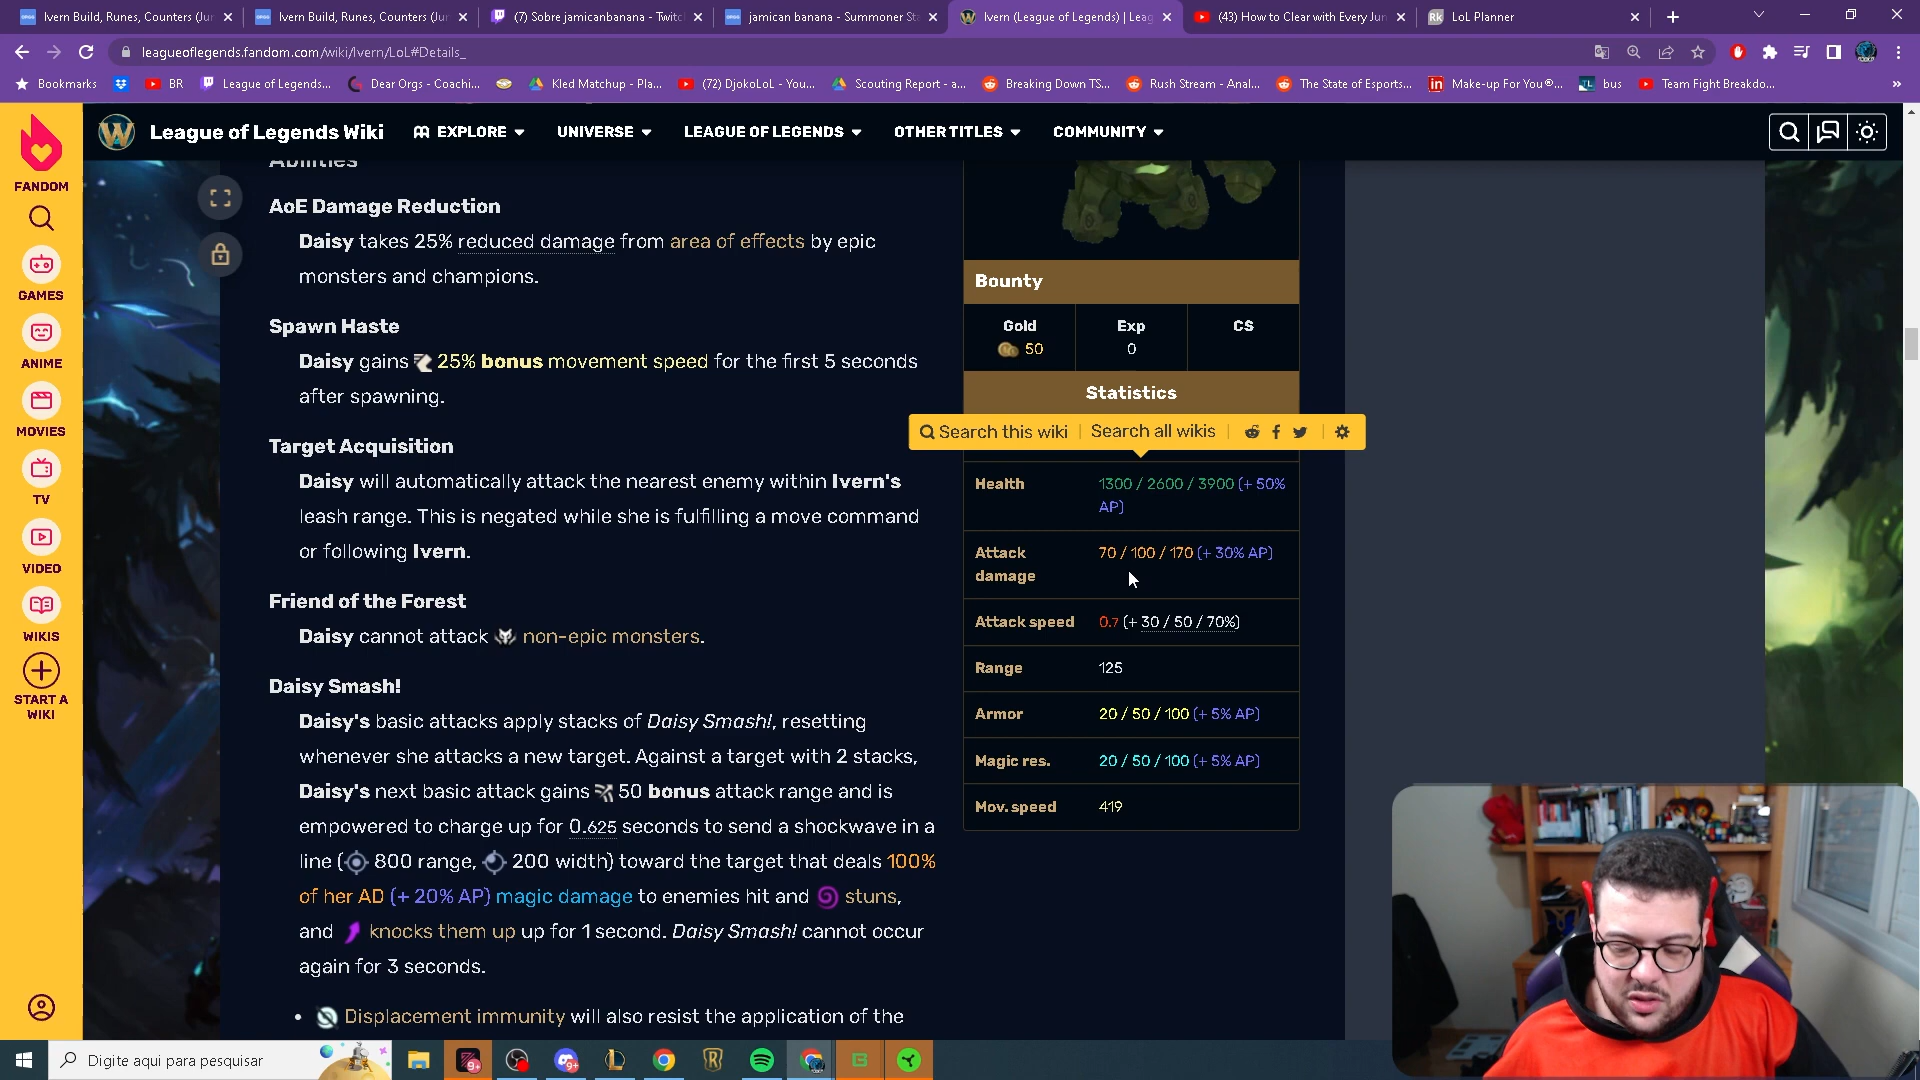 Ivern Build, Runes, Counters (Jun
Ivern Build, Runes, Counters (Jun
(7) Sobre jamicanbanana - Twitch
jamican banana - Summoner Sta
Ivern (League of Legends) | Leag
(43) How to Clear with Every Jun
LoL Planner
leagueoflegends.fandom.com/wiki/Ivern/LoL#Details_
Bookmarks
BR
League of Legends...
Dear Orgs - Coachi...
Kled Matchup - Pla...
(72) DjokoLoL - You...
Scouting Report - a...
Breaking Down TS...
Rush Stream - Anal...
The State of Esports...
Make-up For You®...
bus
Team Fight Breakdo...
League of Legends Wiki
EXPLORE
UNIVERSE
LEAGUE OF LEGENDS
OTHER TITLES
COMMUNITY
FANDOM
GAMES
ANIME
MOVIES
TV
VIDEO
WIKIS
START A
WIKI
Abilities
AoE Damage Reduction
Daisy takes 25% reduced damage from area of effects by epic
monsters and champions.
Spawn Haste
Daisy gains 25% bonus movement speed for the first 5 seconds
after spawning.
Target Acquisition
Daisy will automatically attack the nearest enemy within Ivern's
leash range. This is negated while she is fulfilling a move command
or following Ivern.
Friend of the Forest
Daisy cannot attack non-epic monsters.
Daisy Smash!
Daisy's basic attacks apply stacks of Daisy Smash!, resetting
whenever she attacks a new target. Against a target with 2 stacks,
Daisy's next basic attack gains 50 bonus attack range and is
empowered to charge up for 0.625 seconds to send a shockwave in a
line ( 800 range, 200 width) toward the target that deals 100%
of her AD (+ 20% AP) magic damage to enemies hit and stuns,
and knocks them up up for 1 second. Daisy Smash! cannot occur
again for 3 seconds.
• Displacement immunity will also resist the application of the
Bounty
Gold Exp CS
50 0
Statistics
Search this wiki | Search all wikis
Health 1300 / 2600 / 3900 (+ 50%
AP)
Attack 70 / 100 / 170 (+ 30% AP)
damage
Attack speed 0.7 (+ 30 / 50 / 70%)
Range 125
Armor 20 / 50 / 100 (+ 5% AP)
Magic res. 20 / 50 / 100 (+ 5% AP)
Mov. speed 419
Digite aqui para pesquisar